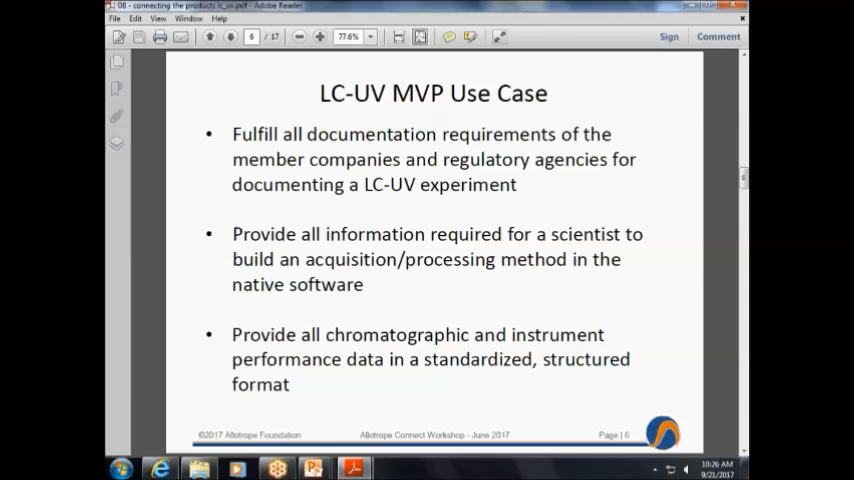 08 - connecting the products lc_uv.pdf - Adobe Reader
File Edit View Window Help
6 / 17 77.6% Sign Comment
LC-UV MVP Use Case
• Fulfill all documentation requirements of the
member companies and regulatory agencies for
documenting a LC-UV experiment
• Provide all information required for a scientist to
build an acquisition/processing method in the
native software
• Provide all chromatographic and instrument
performance data in a standardized, structured
format
©2017 Allotrope Foundation Allotrope Connect Workshop - June 2017 Page | 6
10:26 AM
9/21/2017